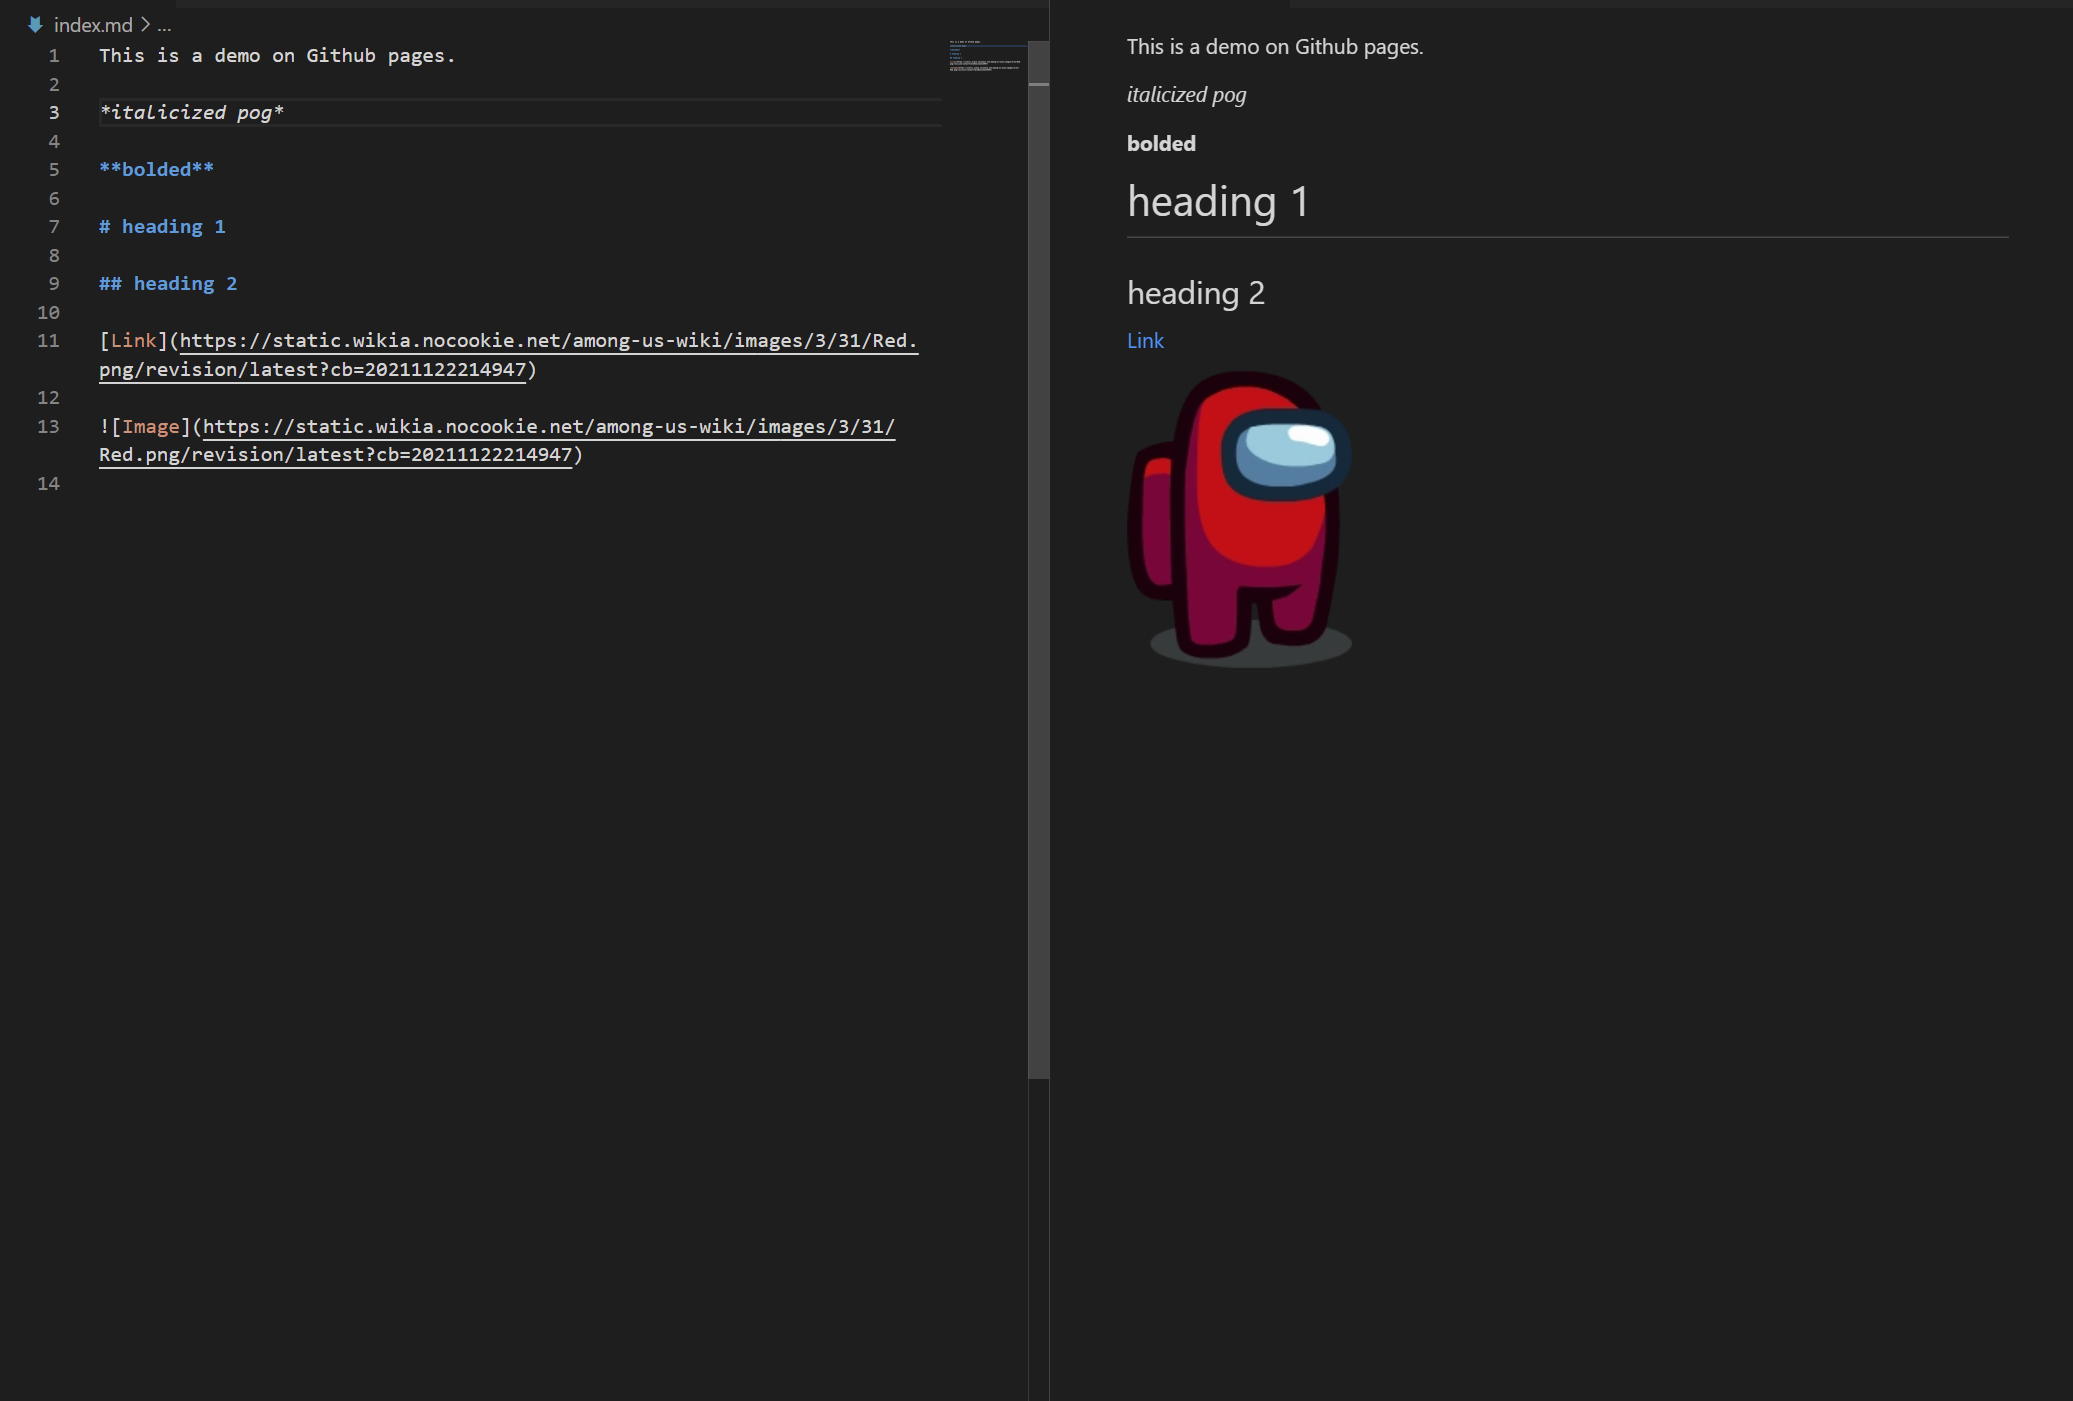 index.md > ...
1 This is a demo on Github pages.
2
3 *italicized pog*
4
5 **bolded**
6
7 # heading 1
8
9 ## heading 2
10
11 [Link](https://static.wikia.nocookie.net/among-us-wiki/images/3/31/Red.
png/revision/latest?cb=20211122214947)
12
13 ![Image](https://static.wikia.nocookie.net/among-us-wiki/images/3/31/
Red.png/revision/latest?cb=20211122214947)
14
This is a demo on Github pages.
italicized pog
bolded
heading 1
heading 2
Link